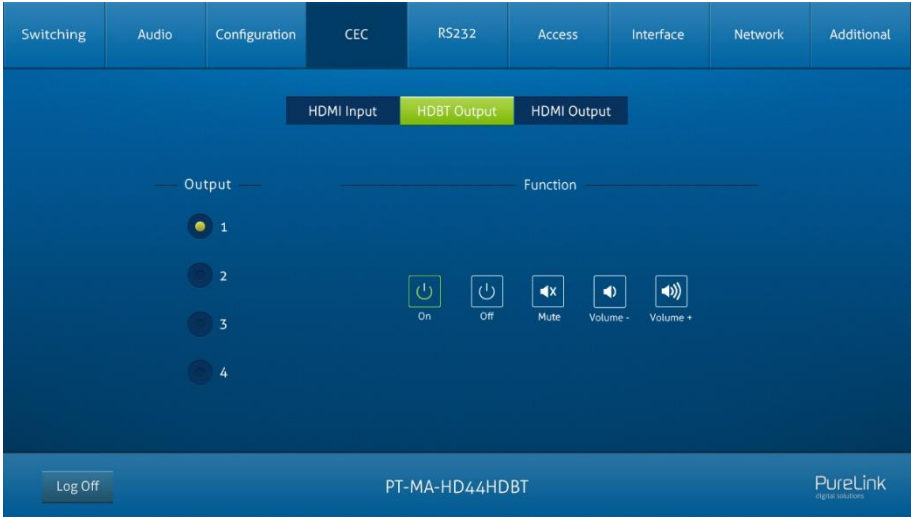 Switching Audio Configuration CEC RS232 Access Interface Network Additional
HDMI Input HDBT Output HDMI Output
Output Function
1
2
3
4
On Off Mute Volume - Volume +
Log Off PT-MA-HD44HDBT PureLink
digital solutions